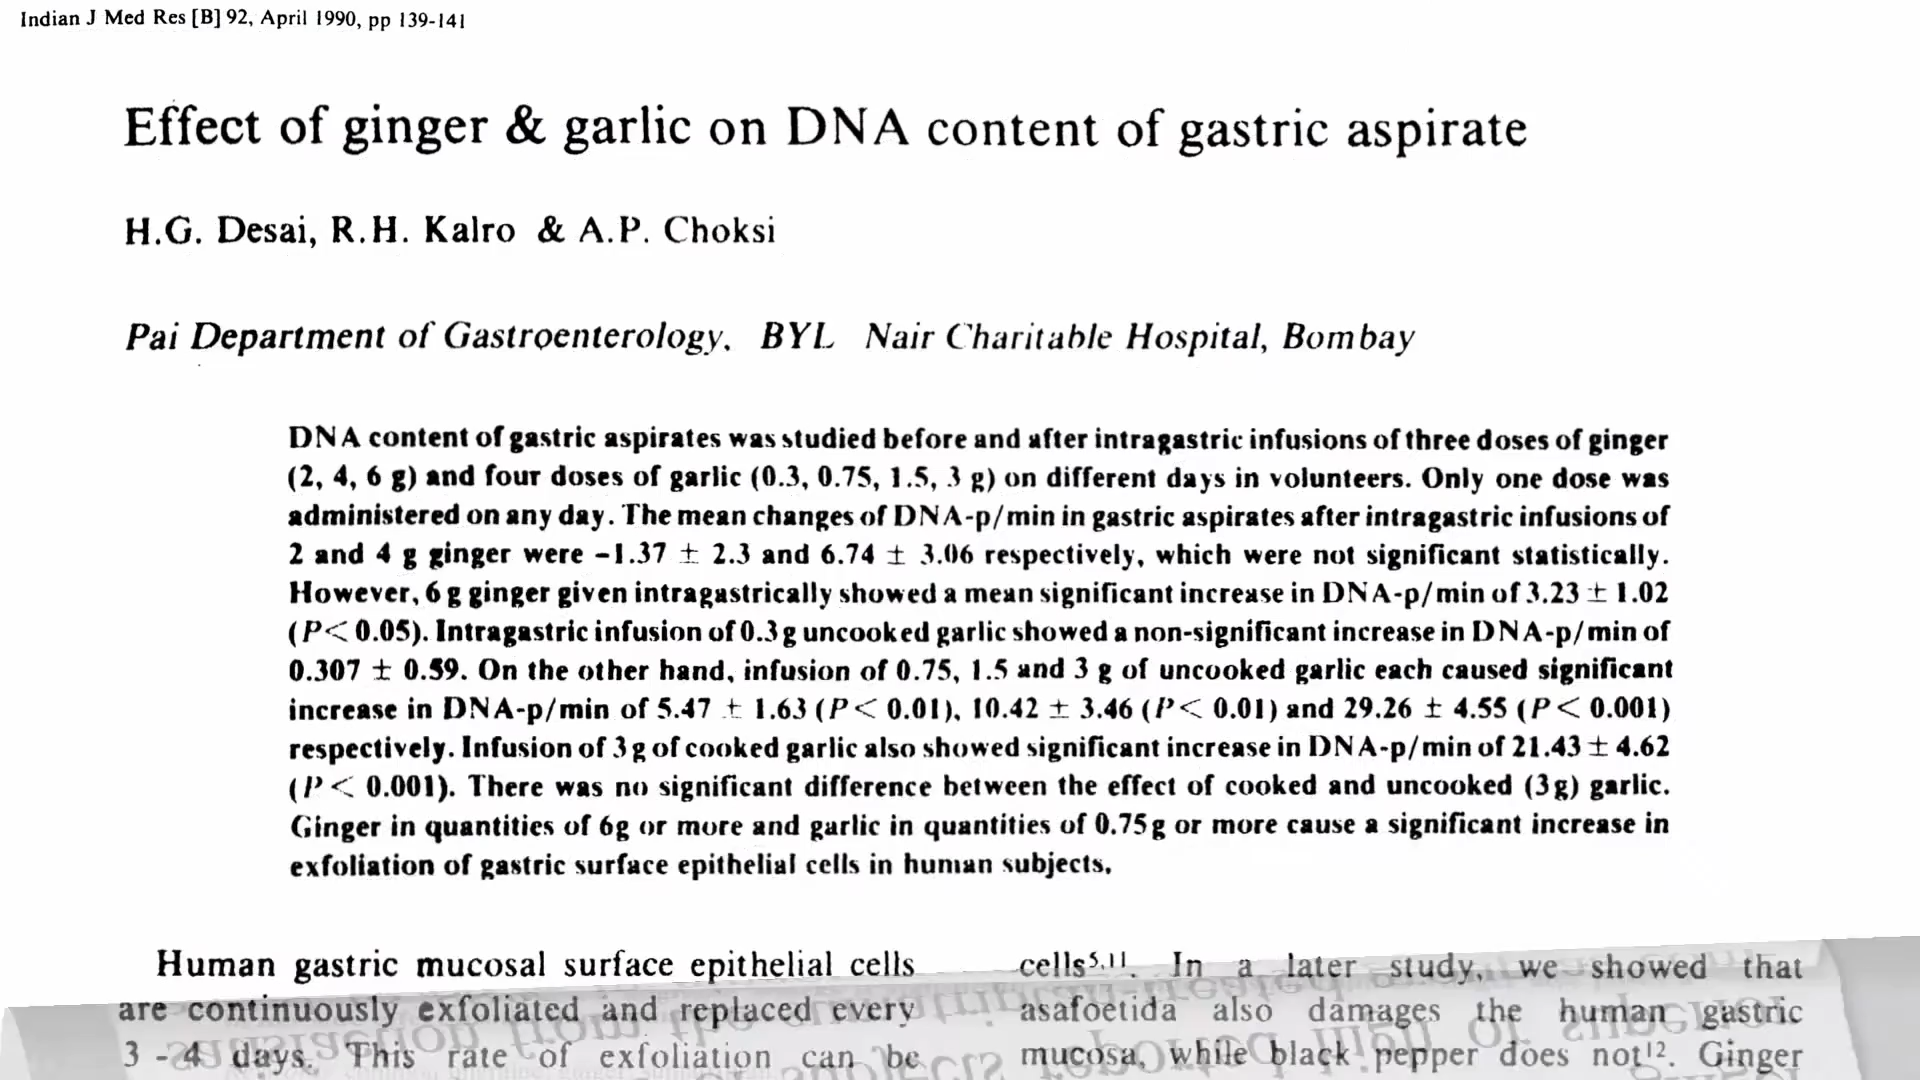 Indian J Med Res [B] 92, April 1990, pp 139-141
Effect of ginger & garlic on DNA content of gastric aspirate
H.G. Desai, R.H. Kalro & A.P. Choksi
Pai Department of Gastroenterology, BYL Nair Charitable Hospital, Bombay
DNA content of gastric aspirates was studied before and after intragastric infusions of three doses of ginger
(2, 4, 6 g) and four doses of garlic (0.3, 0.75, 1.5, 3 g) on different days in volunteers. Only one dose was
administered on any day. The mean changes of DNA-p/min in gastric aspirates after intragastric infusions of
2 and 4 g ginger were -1.37 ± 2.3 and 6.74 ± 3.06 respectively, which were not significant statistically.
However, 6 g ginger given intragastrically showed a mean significant increase in DNA-p/min of 3.23 ± 1.02
(P< 0.05). Intragastric infusion of 0.3 g uncooked garlic showed a non-significant increase in DNA-p/min of
0.307 ± 0.59. On the other hand, infusion of 0.75, 1.5 and 3 g of uncooked garlic each caused significant
increase in DNA-p/min of 5.47 ± 1.63 (P< 0.01), 10.42 ± 3.46 (P< 0.01) and 29.26 ± 4.55 (P< 0.001)
respectively. Infusion of 3 g of cooked garlic also showed significant increase in DNA-p/min of 21.43 ± 4.62
(P < 0.001). There was no significant difference between the effect of cooked and uncooked (3g) garlic.
Ginger in quantities of 6g or more and garlic in quantities of 0.75g or more cause a significant increase in
exfoliation of gastric surface epithelial cells in human subjects.
Human gastric mucosal surface epithelial cells
are continuously exfoliated and replaced every
3 - 4 days. This rate of exfoliation can be
cells5,11. In a later study, we showed that
asafoetida also damages the human gastric
mucosa, while black pepper does not12. Ginger